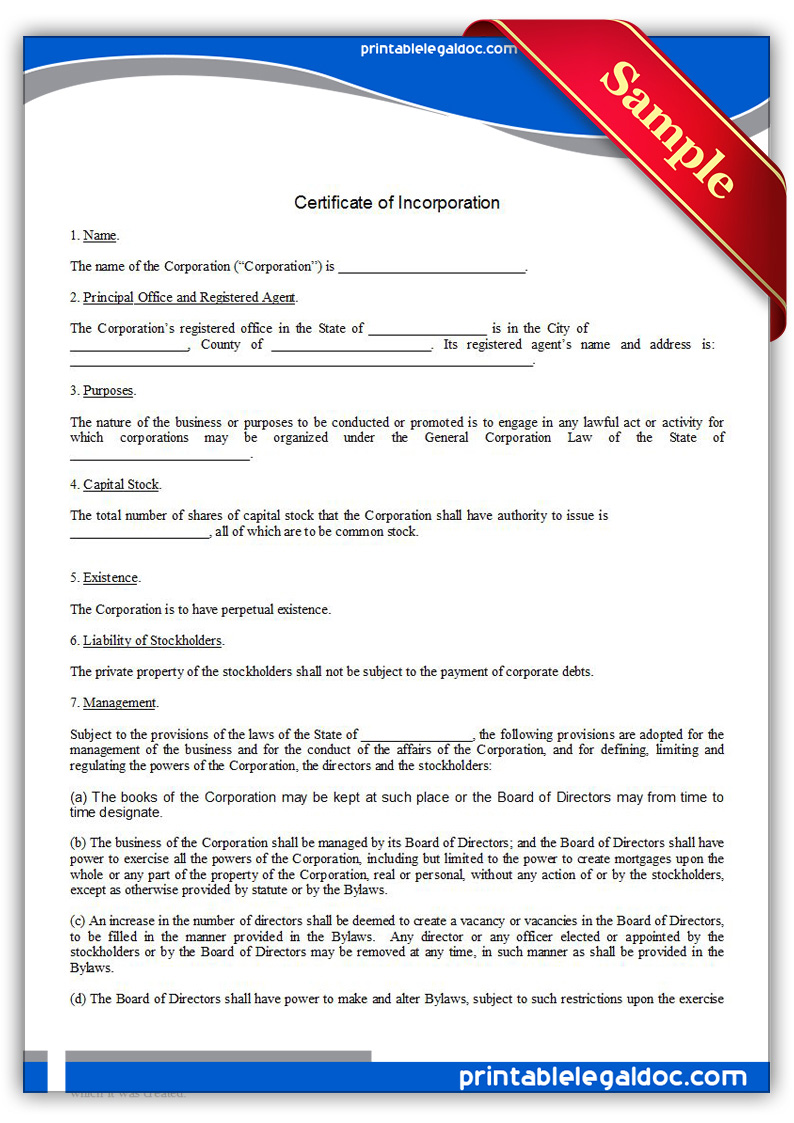 printablelegaldoc.com
Sample
Certificate of Incorporation
1. Name.
The name of the Corporation (“Corporation”) is __________________________.
2. Principal Office and Registered Agent.
The Corporation’s registered office in the State of _________________ is in the City of
_________________, County of _______________________. Its registered agent’s name and address is:
___________________________________________________________________.
3. Purposes.
The nature of the business or purposes to be conducted or promoted is to engage in any lawful act or activity for
which corporations may be organized under the General Corporation Law of the State of
__________________________.
4. Capital Stock.
The total number of shares of capital stock that the Corporation shall have authority to issue is
____________________, all of which are to be common stock.
5. Existence.
The Corporation is to have perpetual existence.
6. Liability of Stockholders.
The private property of the stockholders shall not be subject to the payment of corporate debts.
7. Management.
Subject to the provisions of the laws of the State of ________________, the following provisions are adopted for the
management of the business and for the conduct of the affairs of the Corporation, and for defining, limiting and
regulating the powers of the Corporation, the directors and the stockholders:
(a) The books of the Corporation may be kept at such place or the Board of Directors may from time to
time designate.
(b) The business of the Corporation shall be managed by its Board of Directors; and the Board of Directors shall have
power to exercise all the powers of the Corporation, including but limited to the power to create mortgages upon the
whole or any part of the property of the Corporation, real or personal, without any action of or by the stockholders,
except as otherwise provided by statute or by the Bylaws.
(c) An increase in the number of directors shall be deemed to create a vacancy or vacancies in the Board of Directors,
to be filled in the manner provided in the Bylaws. Any director or any officer elected or appointed by the
stockholders or by the Board of Directors may be removed at any time, in such manner as shall be provided in the
Bylaws.
(d) The Board of Directors shall have power to make and alter Bylaws, subject to such restrictions upon the exercise
printablelegaldoc.com
which it was created.